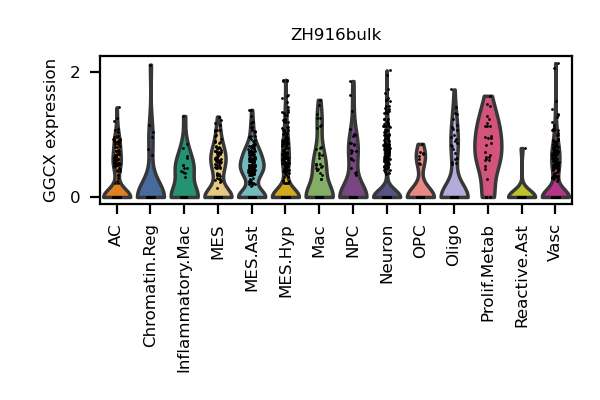 ZH916bulk
GGCX expression
2
0
AC
Chromatin.Reg
Inflammatory.Mac
MES
MES.Ast
MES.Hyp
Mac
NPC
Neuron
OPC
Oligo
Prolif.Metab
Reactive.Ast
Vasc